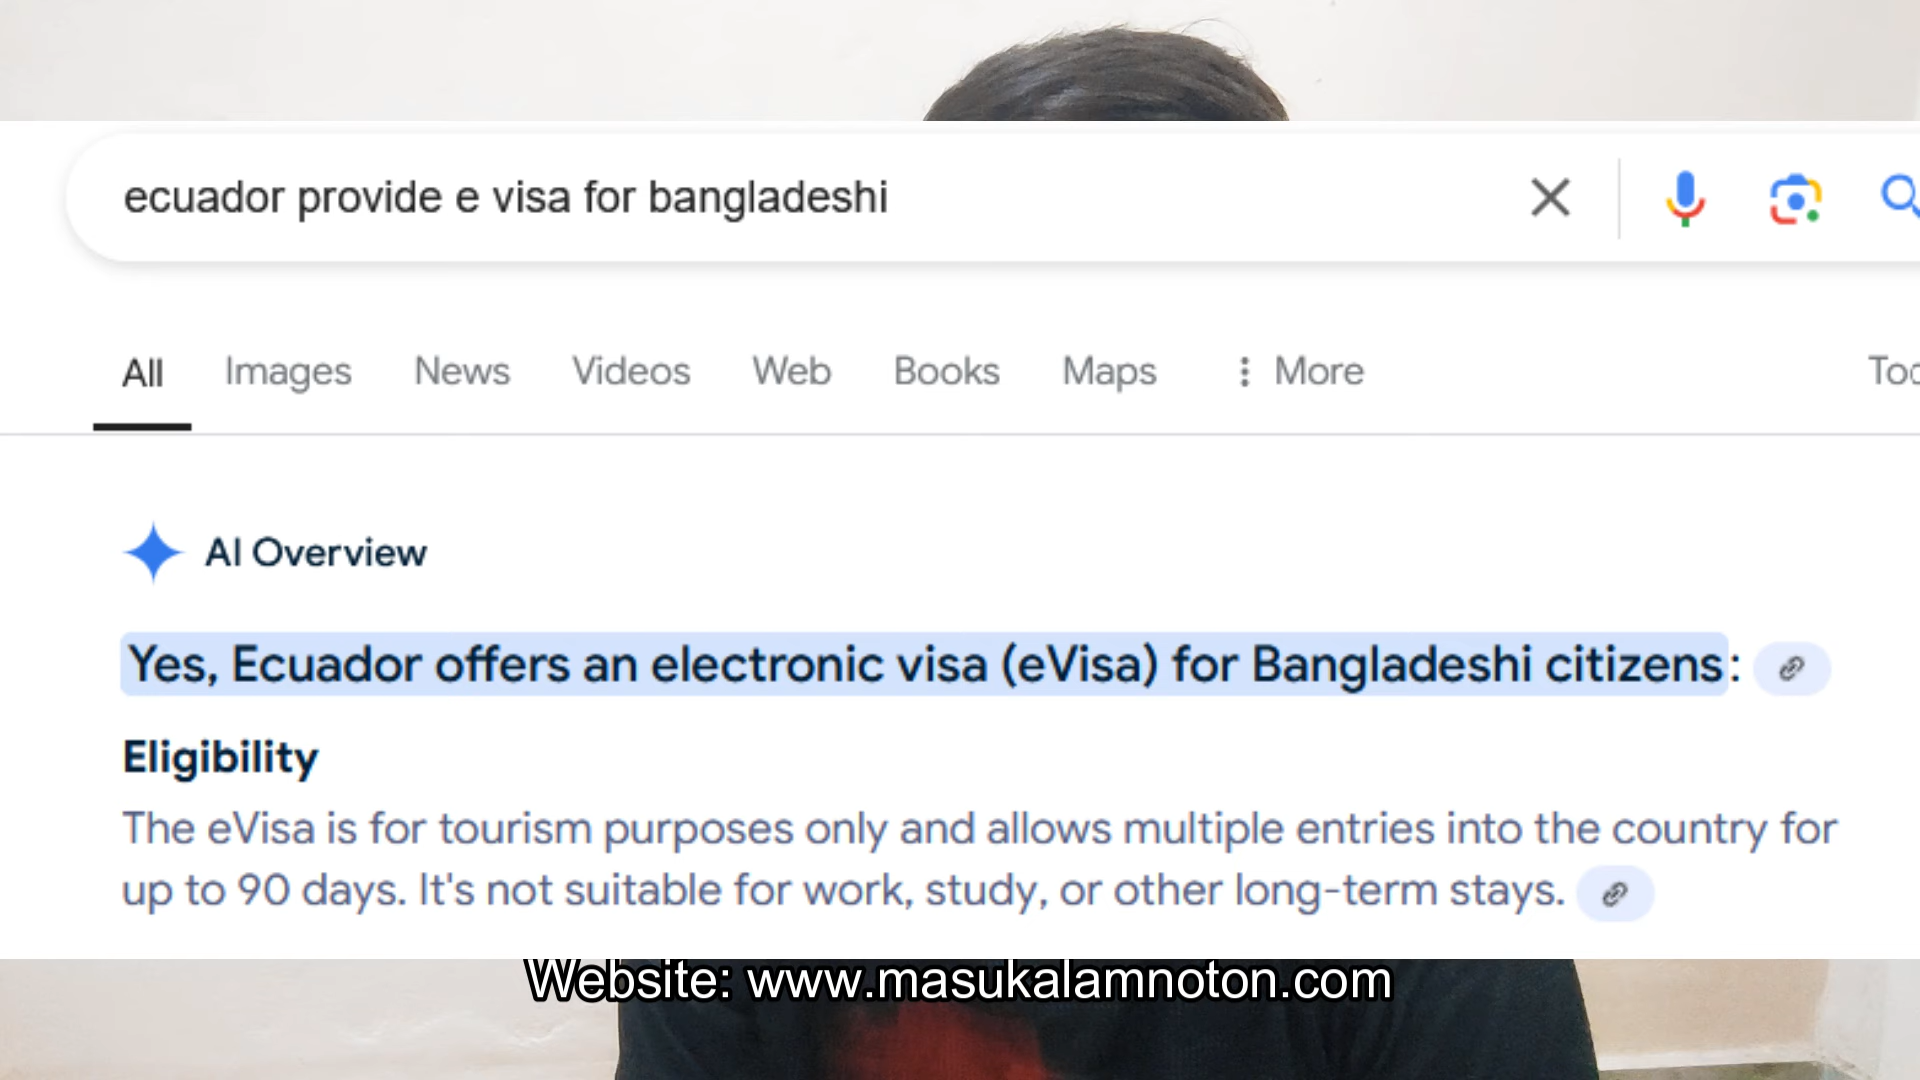 ecuador provide e visa for bangladeshi
All Images News Videos Web Books Maps More
AI Overview
Yes, Ecuador offers an electronic visa (eVisa) for Bangladeshi citizens:
Eligibility
The eVisa is for tourism purposes only and allows multiple entries into the country for
up to 90 days. It's not suitable for work, study, or other long-term stays.
Website: www.masukalamnoton.com